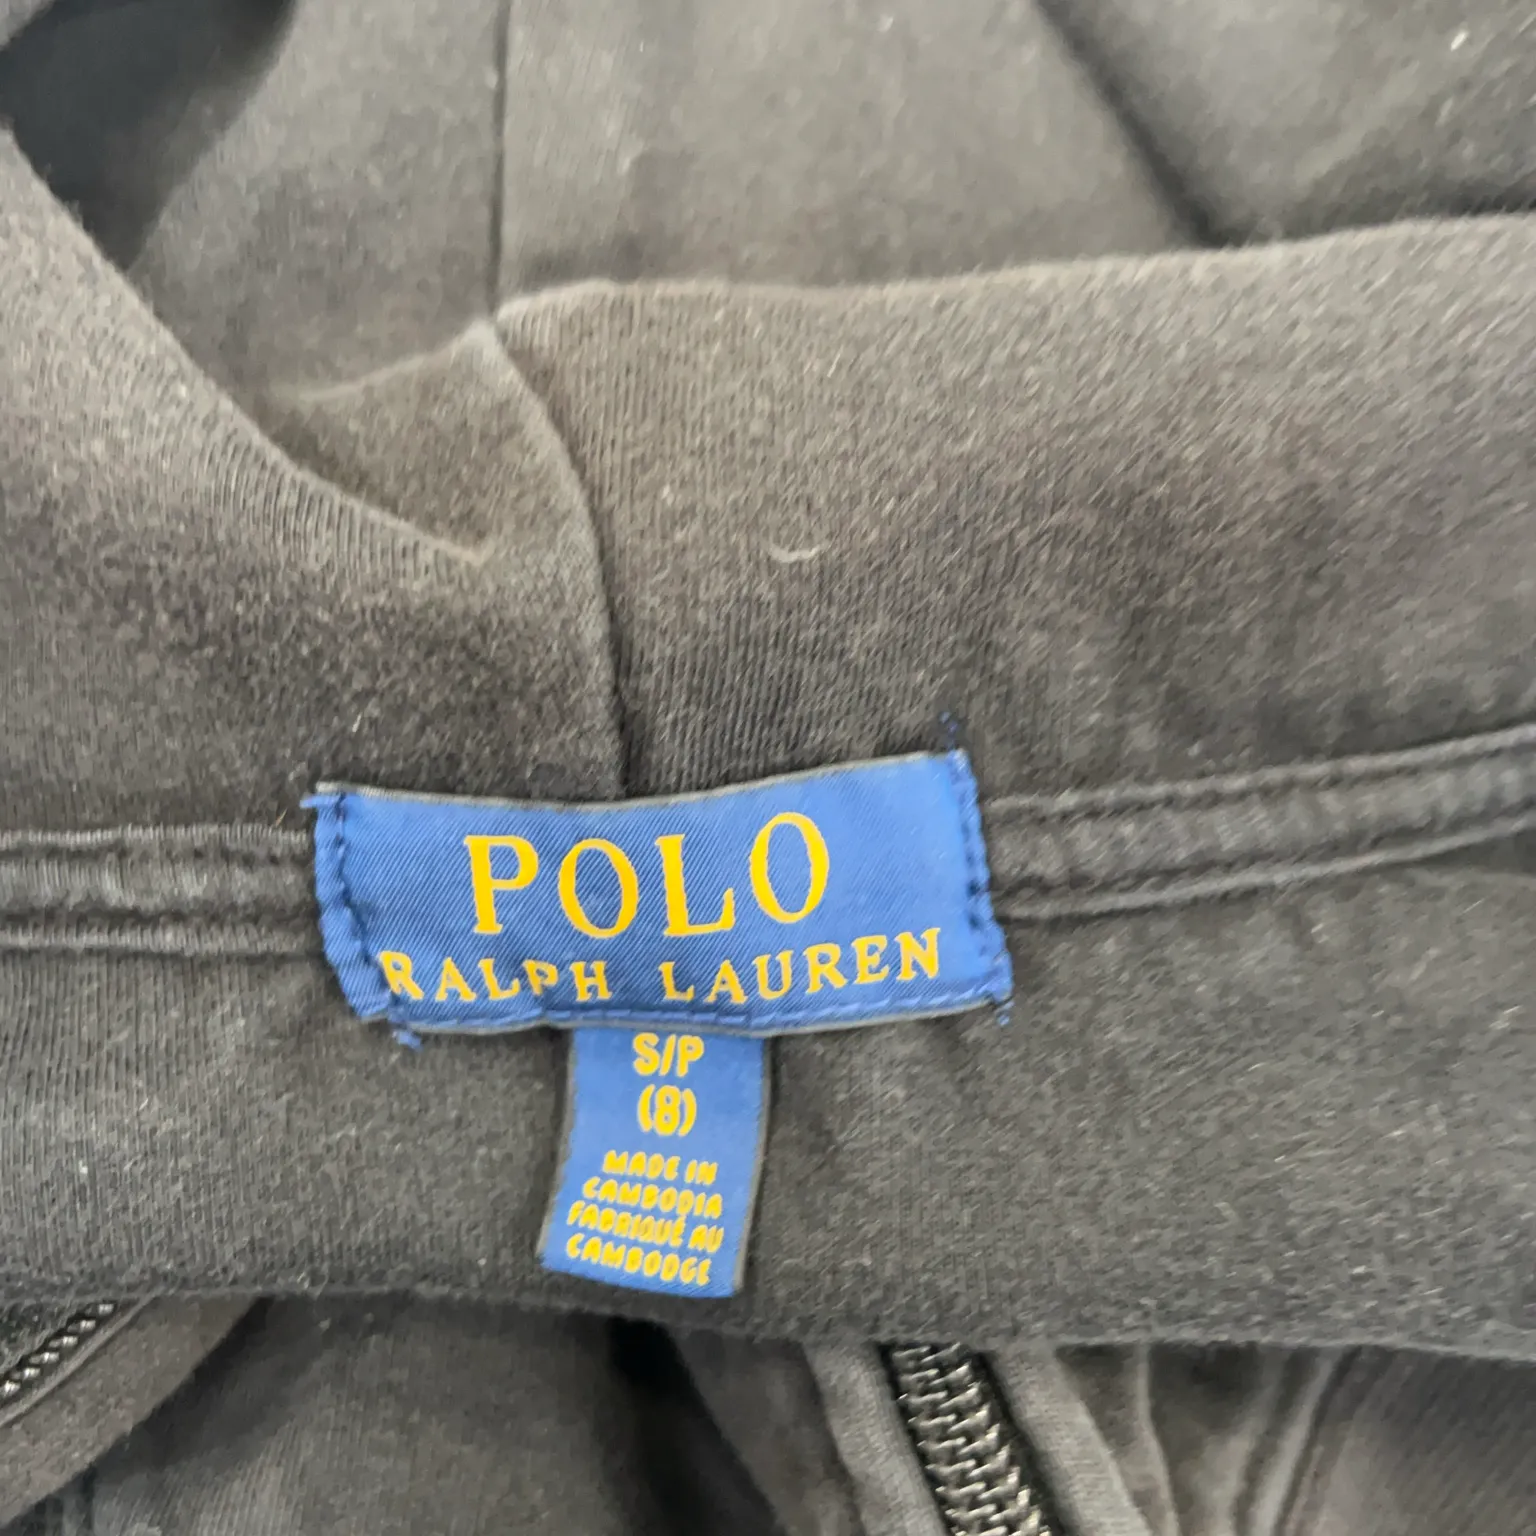 POLO
RALPH LAUREN
S/P
(8)
MADE IN
CAMBODIA
FABRIQUÉ AU
CAMBODGE